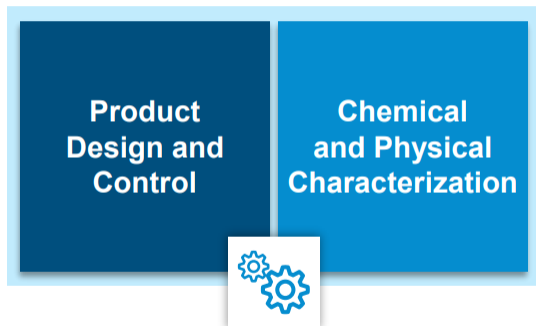 Product
Design and
Control
Chemical
and Physical
Characterization